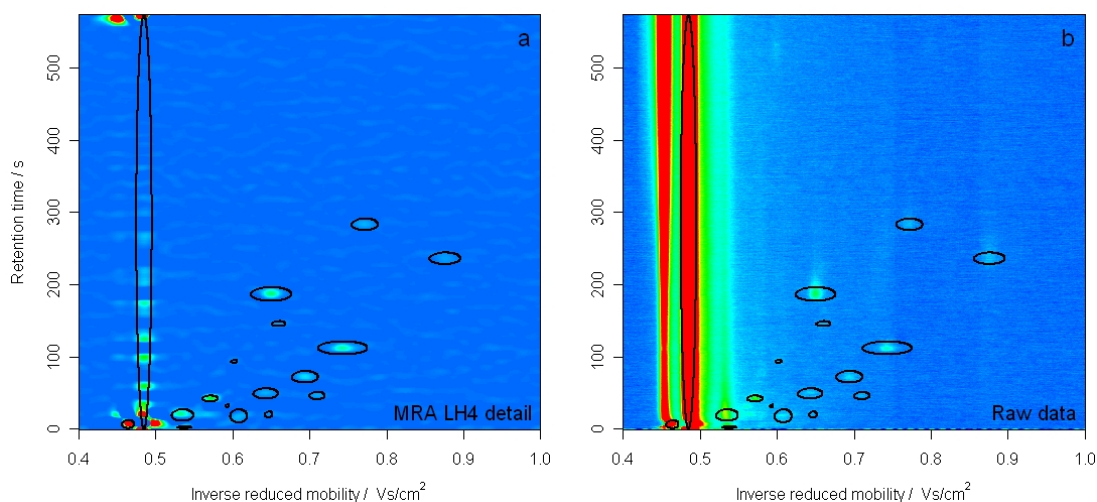 a
500
400
300
200
100
0
Retention time / s
MRA LH4 detail
0.4 0.5 0.6 0.7 0.8 0.9 1.0
Inverse reduced mobility / Vs/cm²
b
500
400
300
200
100
0
Raw data
0.4 0.5 0.6 0.7 0.8 0.9 1.0
Inverse reduced mobility / Vs/cm²